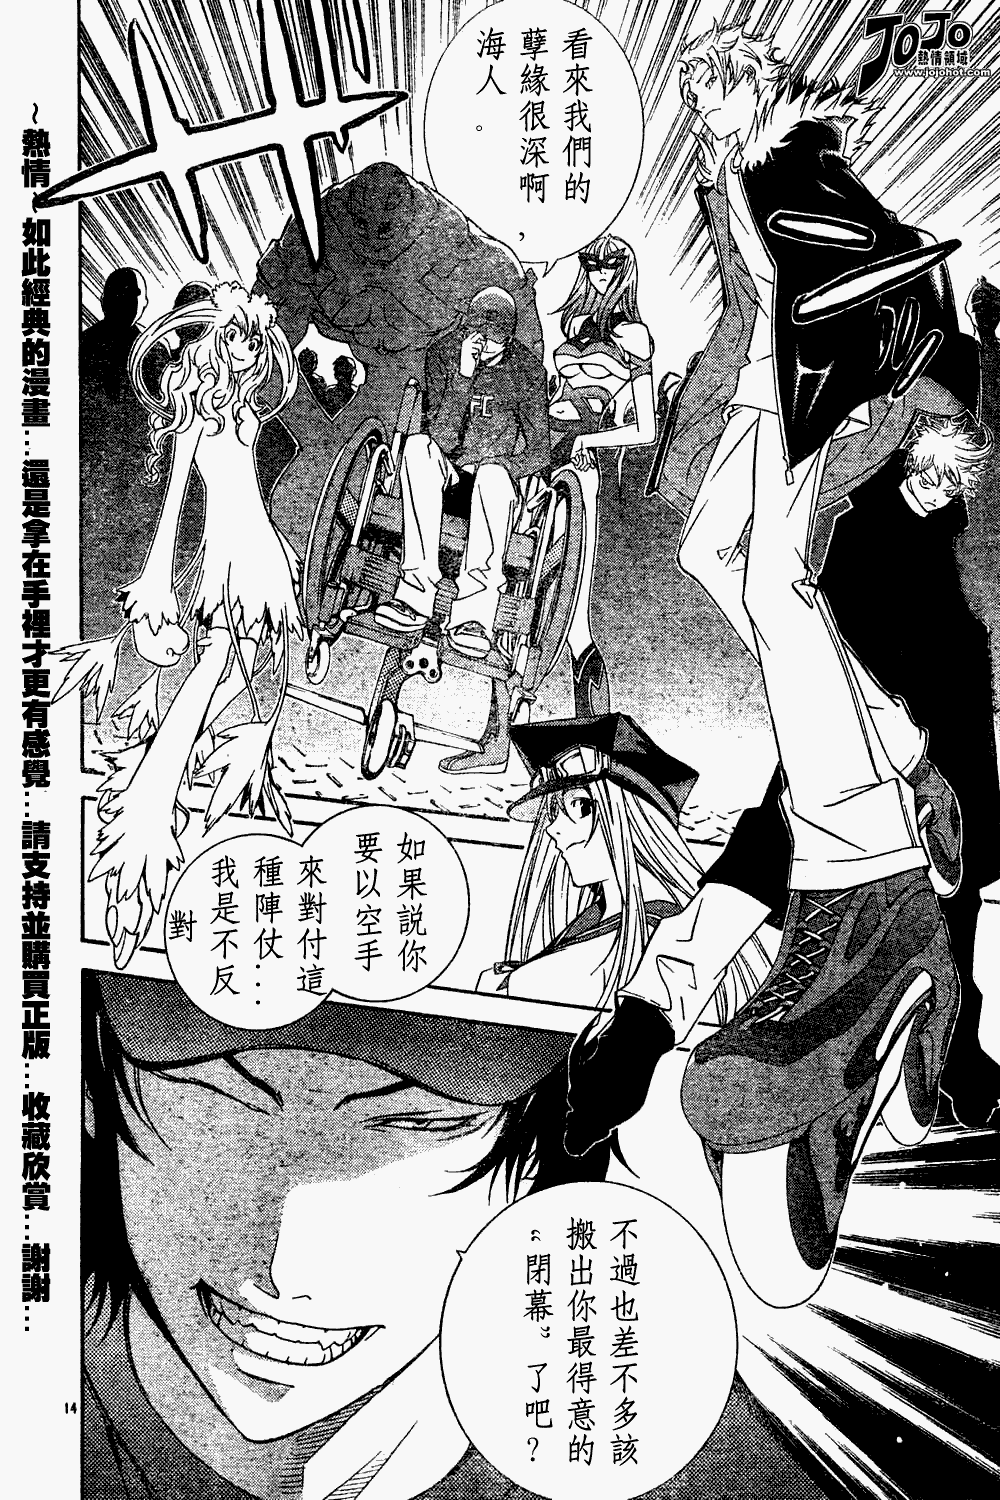 JOJO
熱情領域
www.jojohot.com
看來我們的
孽緣很深啊，
海人。
如果說你
要以空手
來對付這
種陣仗…
我是不反
對
不過也差不多該
搬出你最得意的
“閉幕”了吧？
FC
～熱情～如此經典的漫畫…還是拿在手裡才更有感覺…請支持並購買正版…收藏欣賞…謝謝…
14